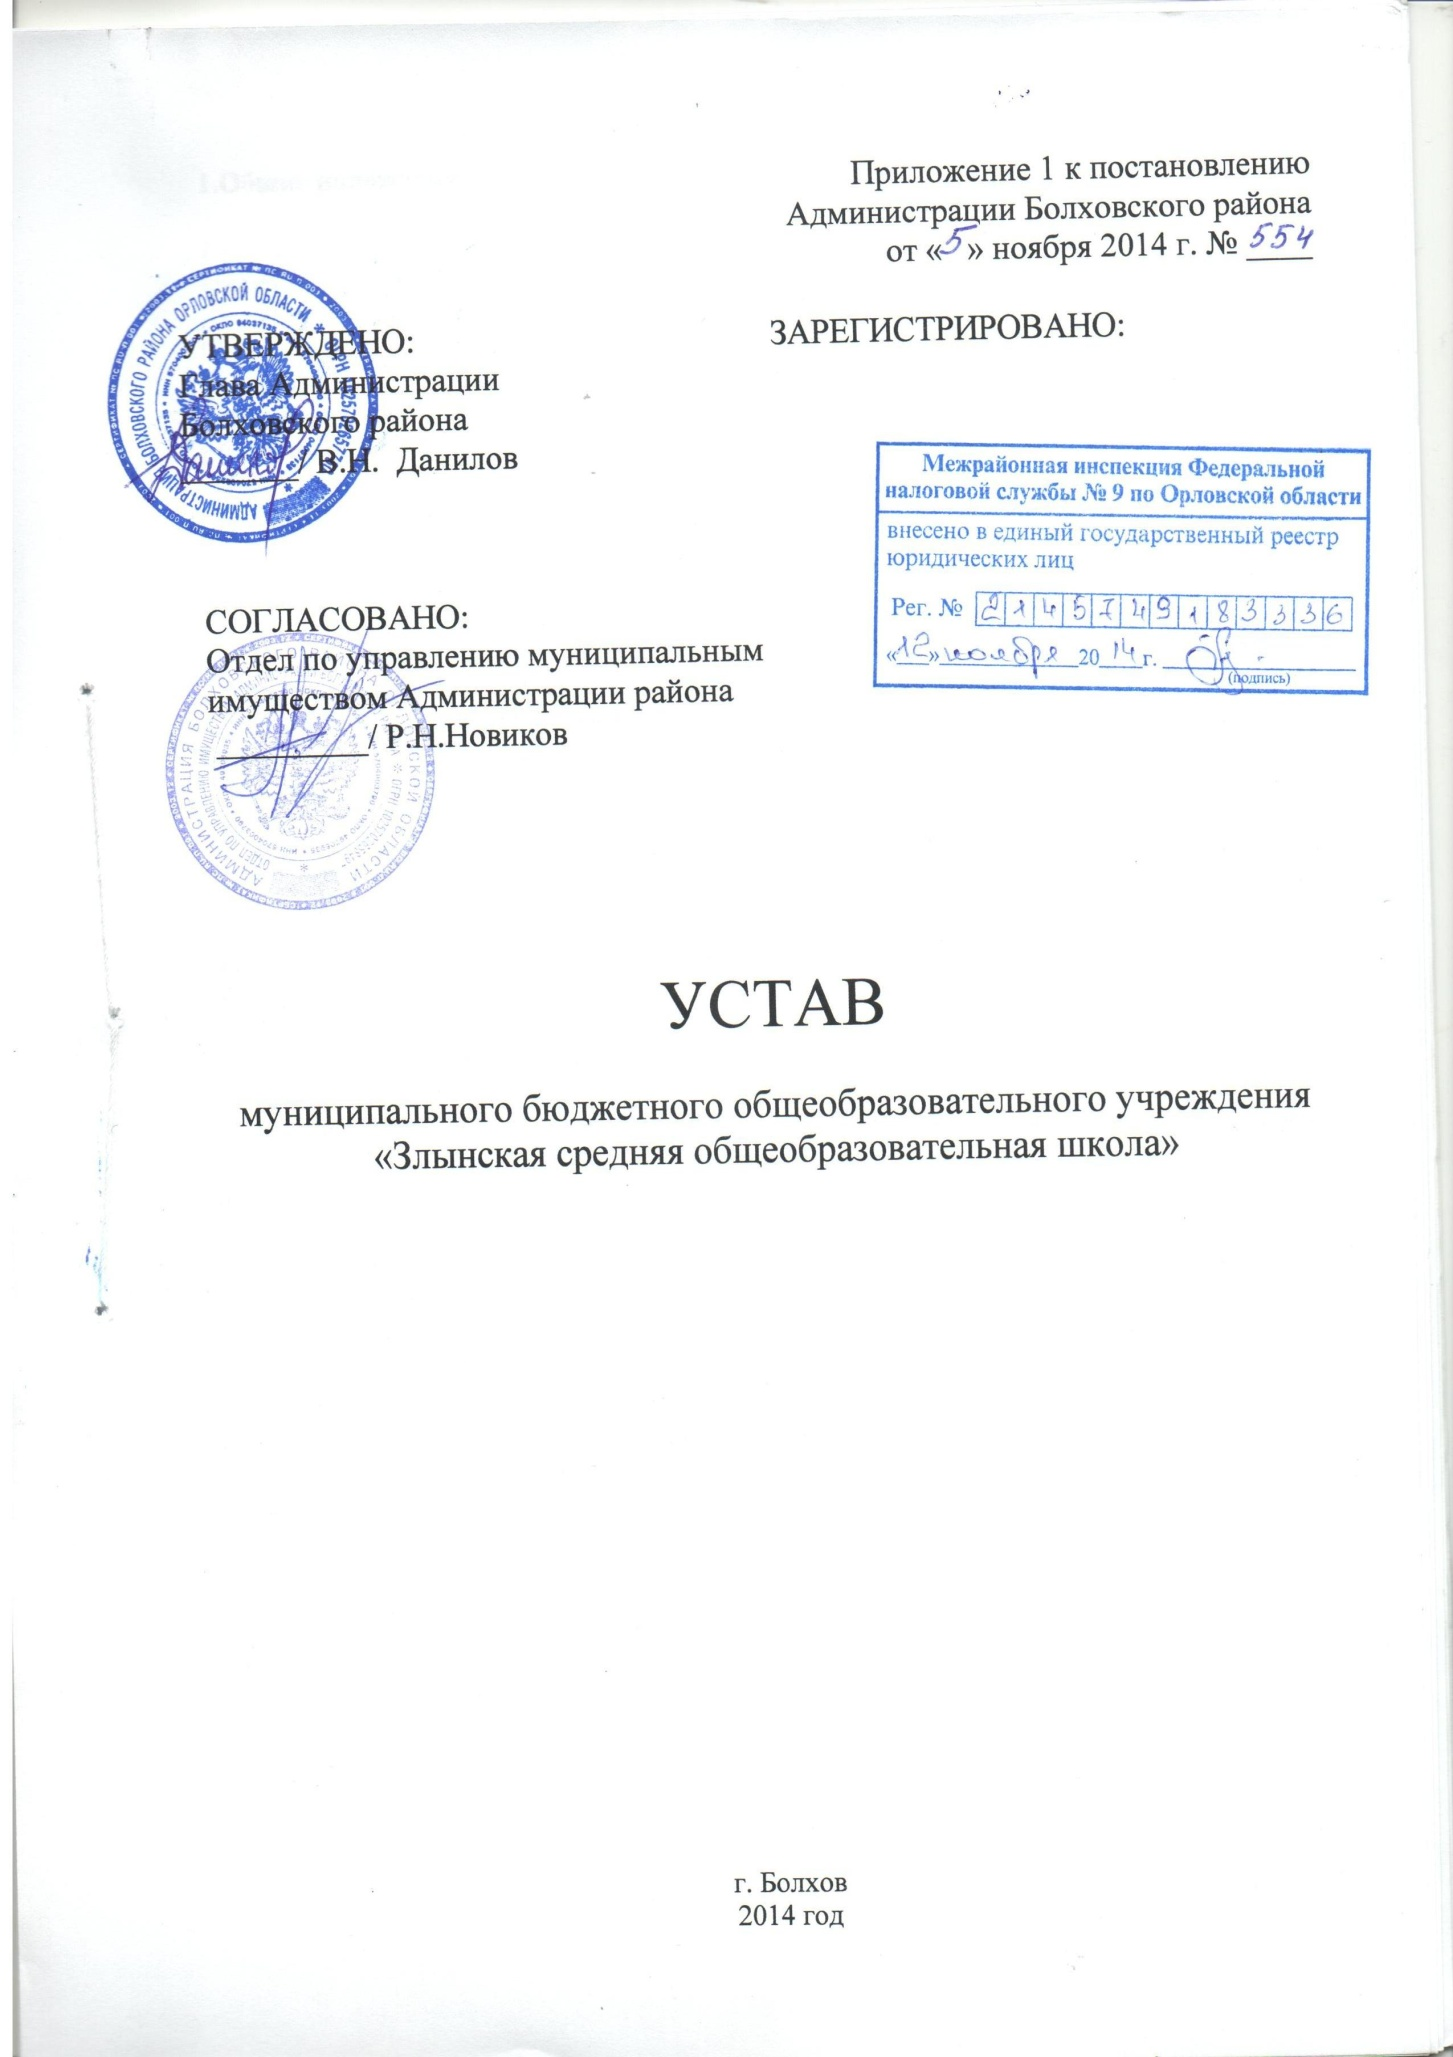 Приложение 1 к постановлению
Администрации Болховского района
от «5» ноября 2014 г. № 554
УТВЕРЖДЕНО:
Глава Администрации
Болховского района
/ В.Н. Данилов
ЗАРЕГИСТРИРОВАНО:
Межрайонная инспекция Федеральной
налоговой службы № 9 по Орловской области
внесено в единый государственный реестр
юридических лиц
Рег. № 2145749183336
«12» ноября 2014 г.
(подпись)
СОГЛАСОВАНО:
Отдел по управлению муниципальным
имуществом Администрации района
/ Р.Н.Новиков
УСТАВ
муниципального бюджетного общеобразовательного учреждения
«Злынская средняя общеобразовательная школа»
г. Болхов
2014 год